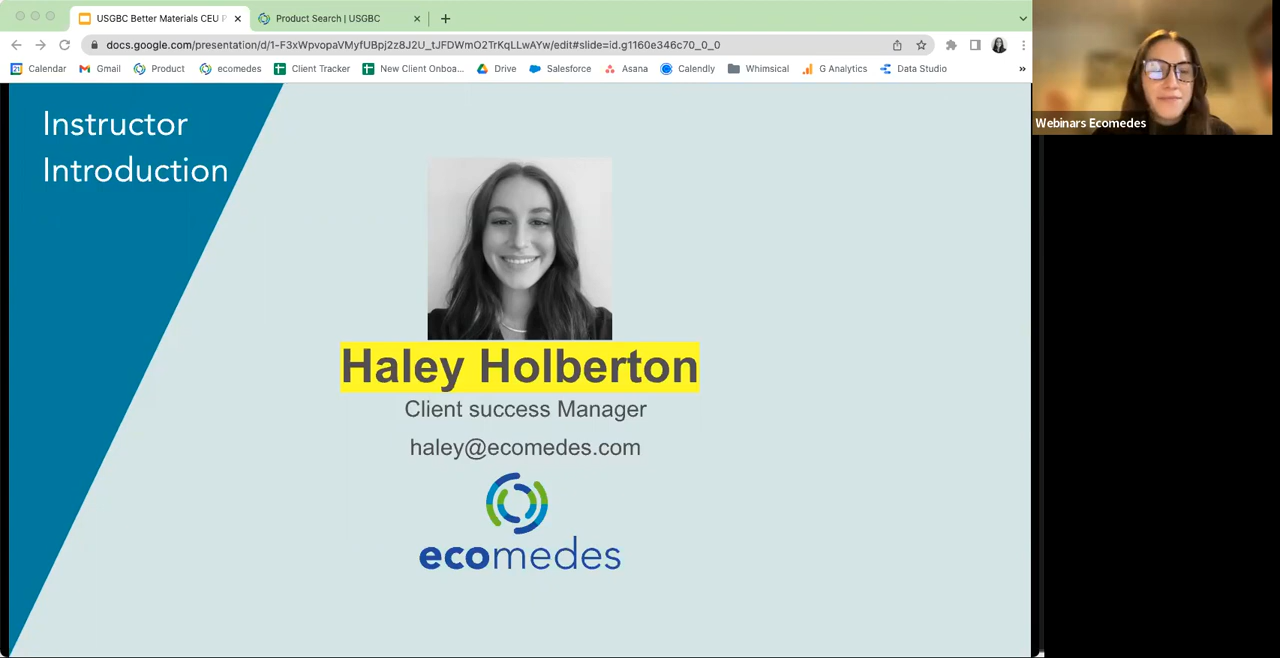 USGBC Better Materials CEU P
Product Search | USGBC
docs.google.com/presentation/d/1-F3xWpvopaVMyfUBpj2z8J2U_tJFDWmO2TrKqLLwAYw/edit#slide=id.g1160e346c70_0_0
Calendar
Gmail
Product
ecomedes
Client Tracker
New Client Onboa...
Drive
Salesforce
Asana
Calendly
Whimsical
G Analytics
Data Studio
»
Webinars Ecomedes
Instructor
Introduction
Haley Holberton
Client success Manager
haley@ecomedes.com
ecomedes